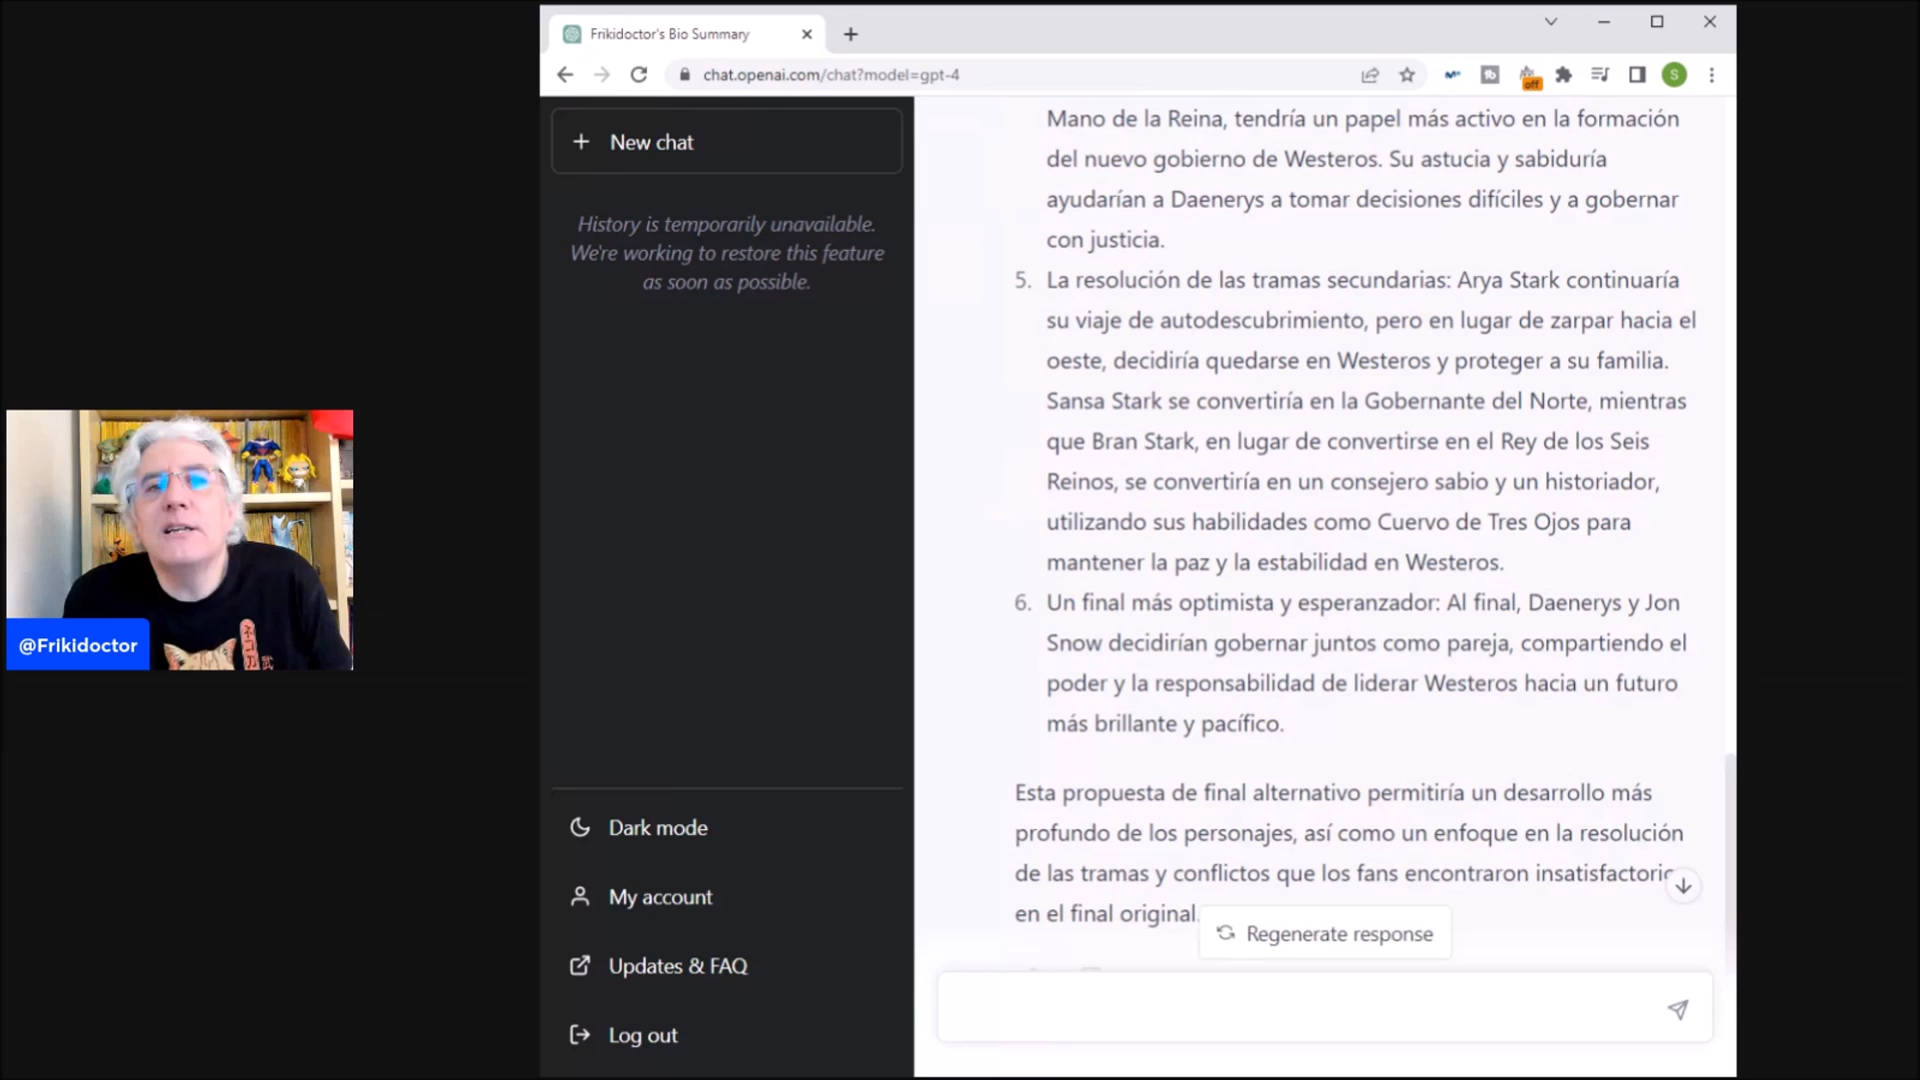 Frikidoctor's Bio Summary
chat.openai.com/chat?model=gpt-4
off
S
New chat
History is temporarily unavailable.
We're working to restore this feature
as soon as possible.
Mano de la Reina, tendría un papel más activo en la formación
del nuevo gobierno de Westeros. Su astucia y sabiduría
ayudarían a Daenerys a tomar decisiones difíciles y a gobernar
con justicia.
5. La resolución de las tramas secundarias: Arya Stark continuaría
su viaje de autodescubrimiento, pero en lugar de zarpar hacia el
oeste, decidiría quedarse en Westeros y proteger a su familia.
Sansa Stark se convertiría en la Gobernante del Norte, mientras
que Bran Stark, en lugar de convertirse en el Rey de los Seis
Reinos, se convertiría en un consejero sabio y un historiador,
utilizando sus habilidades como Cuervo de Tres Ojos para
mantener la paz y la estabilidad en Westeros.
6. Un final más optimista y esperanzador: Al final, Daenerys y Jon
Snow decidirían gobernar juntos como pareja, compartiendo el
poder y la responsabilidad de liderar Westeros hacia un futuro
más brillante y pacífico.
Esta propuesta de final alternativo permitiría un desarrollo más
profundo de los personajes, así como un enfoque en la resolución
de las tramas y conflictos que los fans encontraron insatisfactorio
en el final original.
Regenerate response
Dark mode
My account
Updates & FAQ
Log out
@Frikidoctor